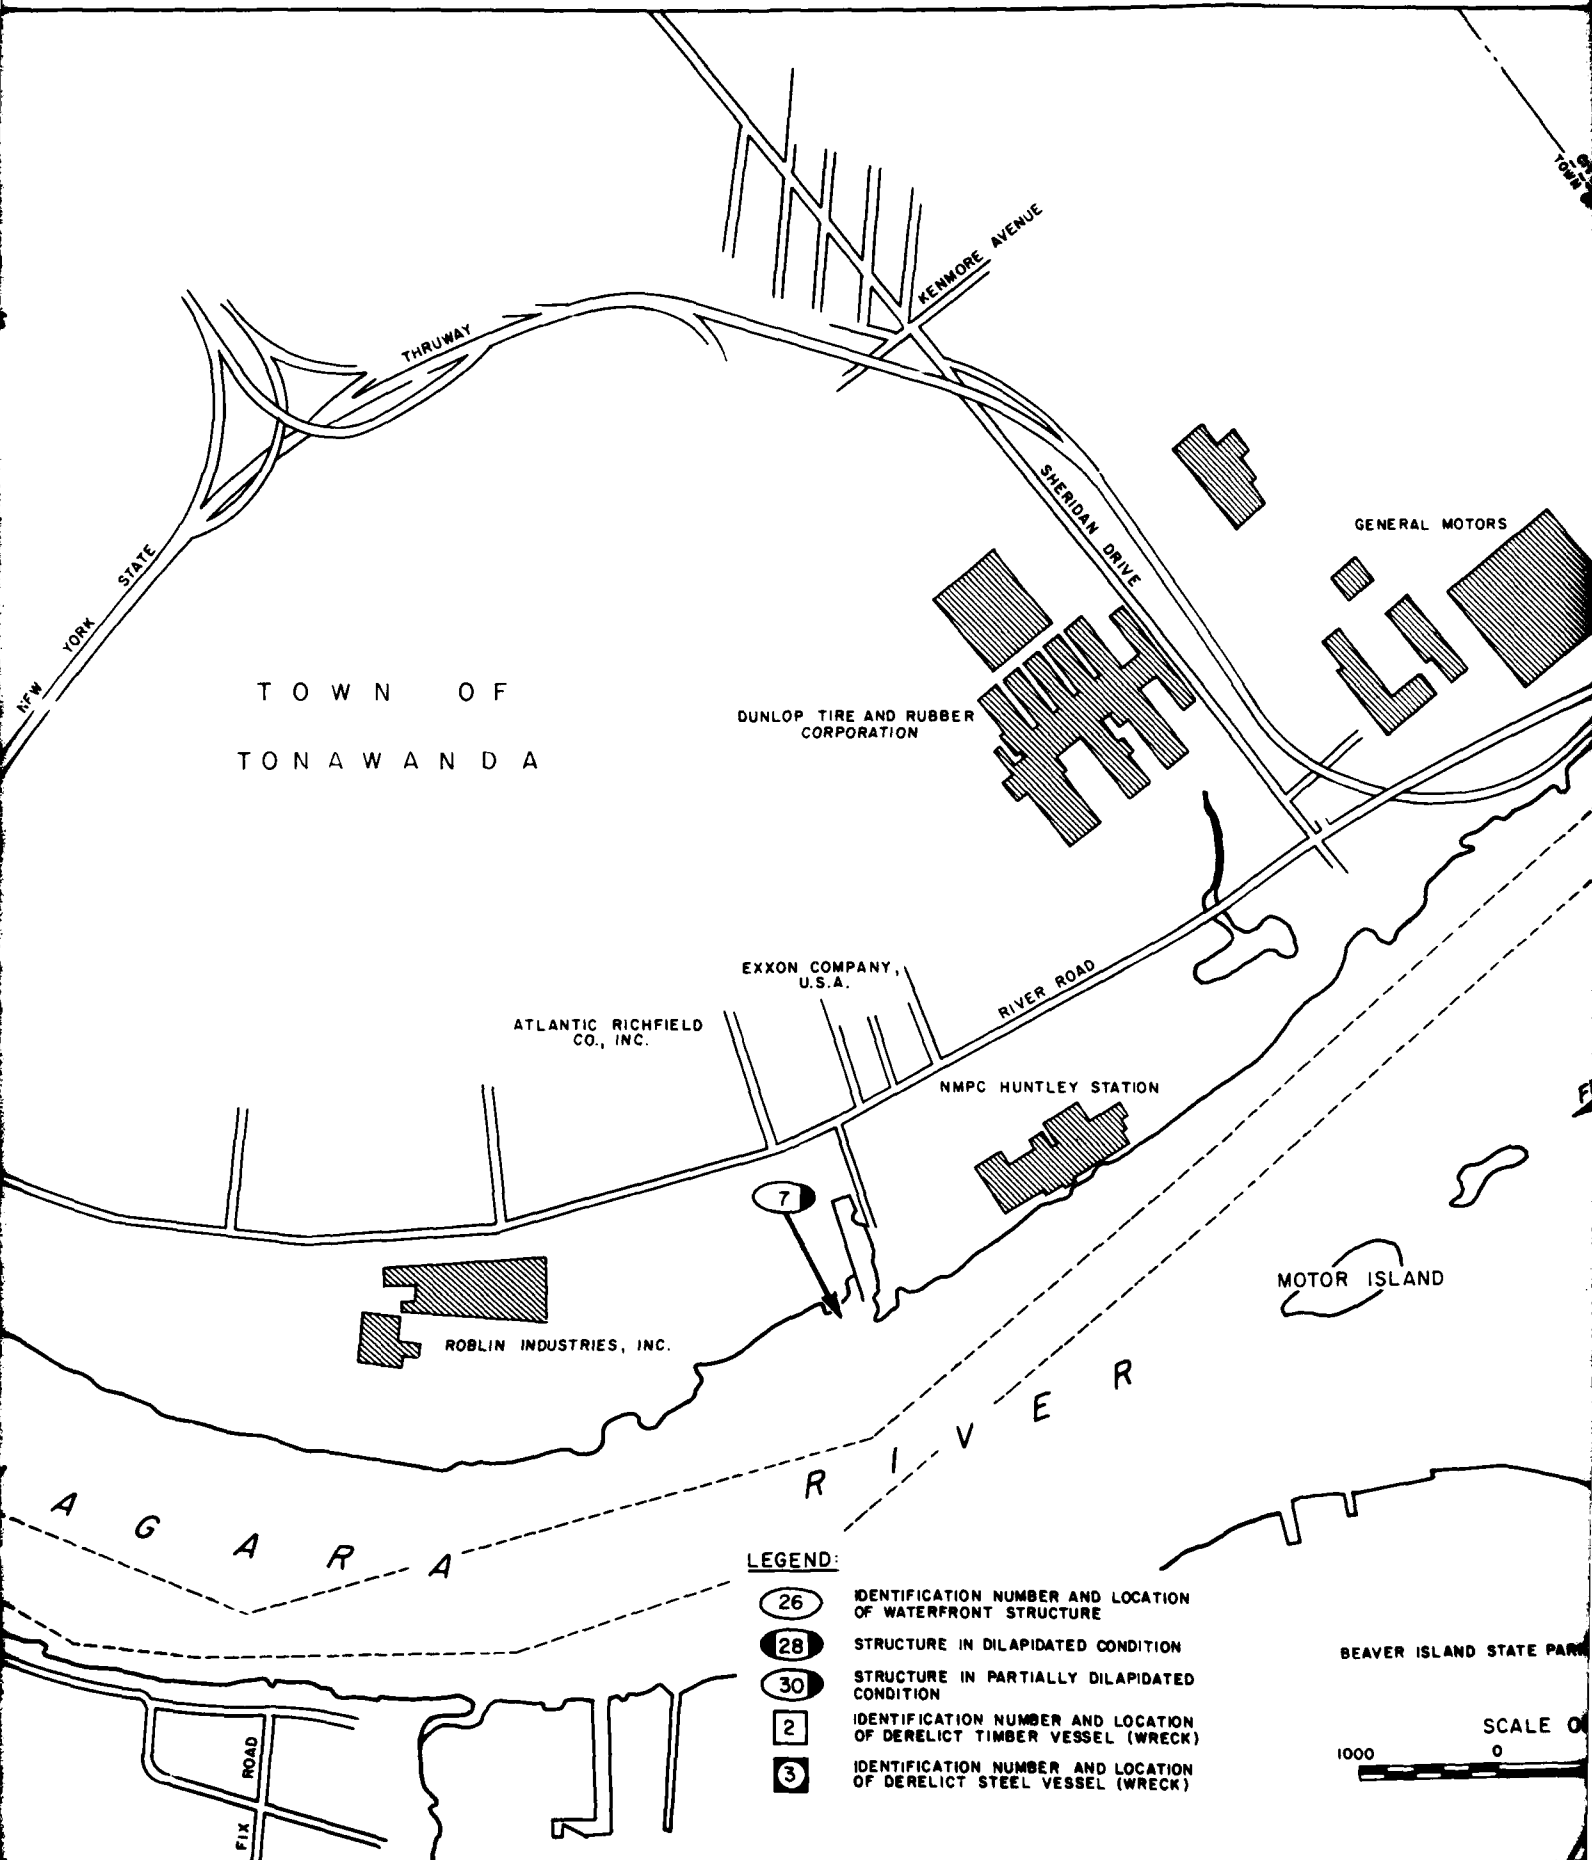 TOWN
KENMORE AVENUE
THRUWAY
SHERIDAN DRIVE
GENERAL MOTORS
STATE
YORK
NEW
TOWN OF
TONAWANDA
DUNLOP TIRE AND RUBBER
CORPORATION
EXXON COMPANY,
U.S.A.
RIVER ROAD
ATLANTIC RICHFIELD
CO., INC.
NMPC HUNTLEY STATION
7
MOTOR ISLAND
ROBLIN INDUSTRIES, INC.
AGARA RIVER
LEGEND:
26 IDENTIFICATION NUMBER AND LOCATION
OF WATERFRONT STRUCTURE
28 STRUCTURE IN DILAPIDATED CONDITION
30 STRUCTURE IN PARTIALLY DILAPIDATED
CONDITION
2 IDENTIFICATION NUMBER AND LOCATION
OF DERELICT TIMBER VESSEL (WRECK)
3 IDENTIFICATION NUMBER AND LOCATION
OF DERELICT STEEL VESSEL (WRECK)
BEAVER ISLAND STATE PARK
SCALE
1000 0
FIX ROAD